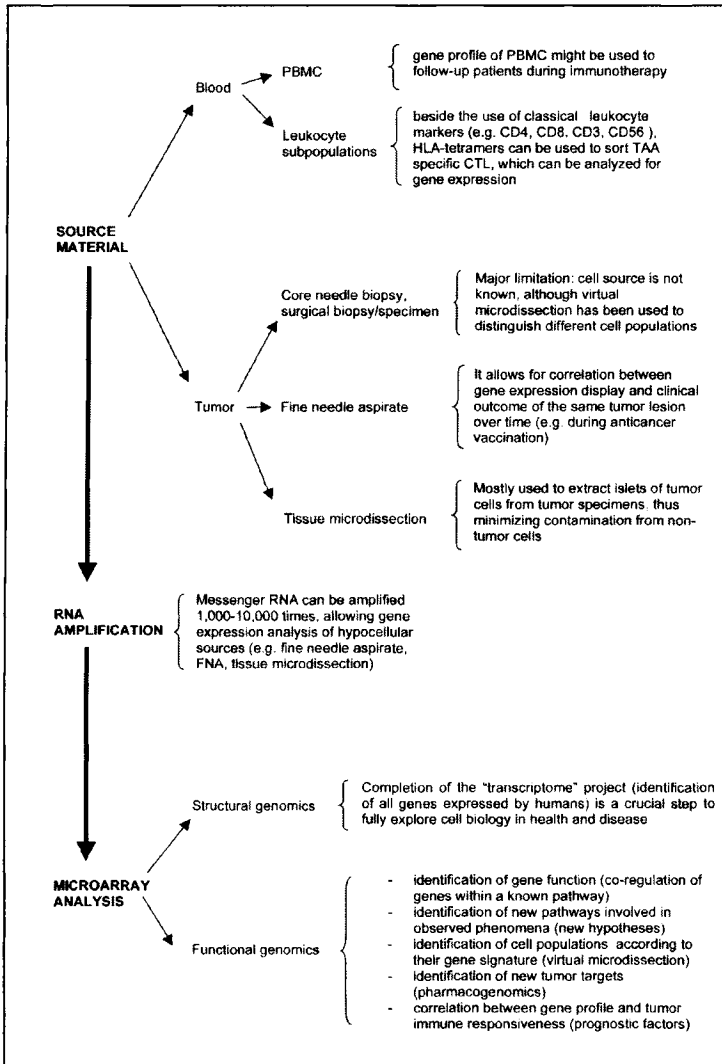 PBMC
gene profile of PBMC might be used to
follow-up patients during immunotherapy
Blood
Leukocyte
subpopulations
beside the use of classical leukocyte
markers (e.g. CD4, CD8. CD3, CD56 ),
HLA-tetramers can be used to sort TAA
specific CTL, which can be analyzed for
gene expression
SOURCE
MATERIAL
Core needle biopsy,
surgical biopsy/specimen
Major limitation: cell source is not
known, although virtual
microdissection has been used to
distinguish different cell populations
Tumor
Fine needle aspirate
It allows for correlation between
gene expression display and clinical
outcome of the same tumor lesion
over time (e.g. during anticancer
vaccination)
Tissue microdissection
Mostly used to extract islets of tumor
cells from tumor specimens, thus
minimizing contamination from non-
tumor cells
RNA
AMPLIFICATION
Messenger RNA can be amplified
1,000-10,000 times, allowing gene
expression analysis of hypocellular
sources (e.g. fine needle aspirate,
FNA, tissue microdissection)
Structural genomics
Completion of the "transcriptome" project (identification
of all genes expressed by humans) is a crucial step to
fully explore cell biology in health and disease
MICROARRAY
ANALYSIS
Functional genomics
- identification of gene function (co-regulation of
genes within a known pathway)
- identification of new pathways involved in
observed phenomena (new hypotheses)
- identification of cell populations according to
their gene signature (virtual microdissection)
- identification of new tumor targets
(pharmacogenomics)
- correlation between gene profile and tumor
immune responsiveness (prognostic factors)